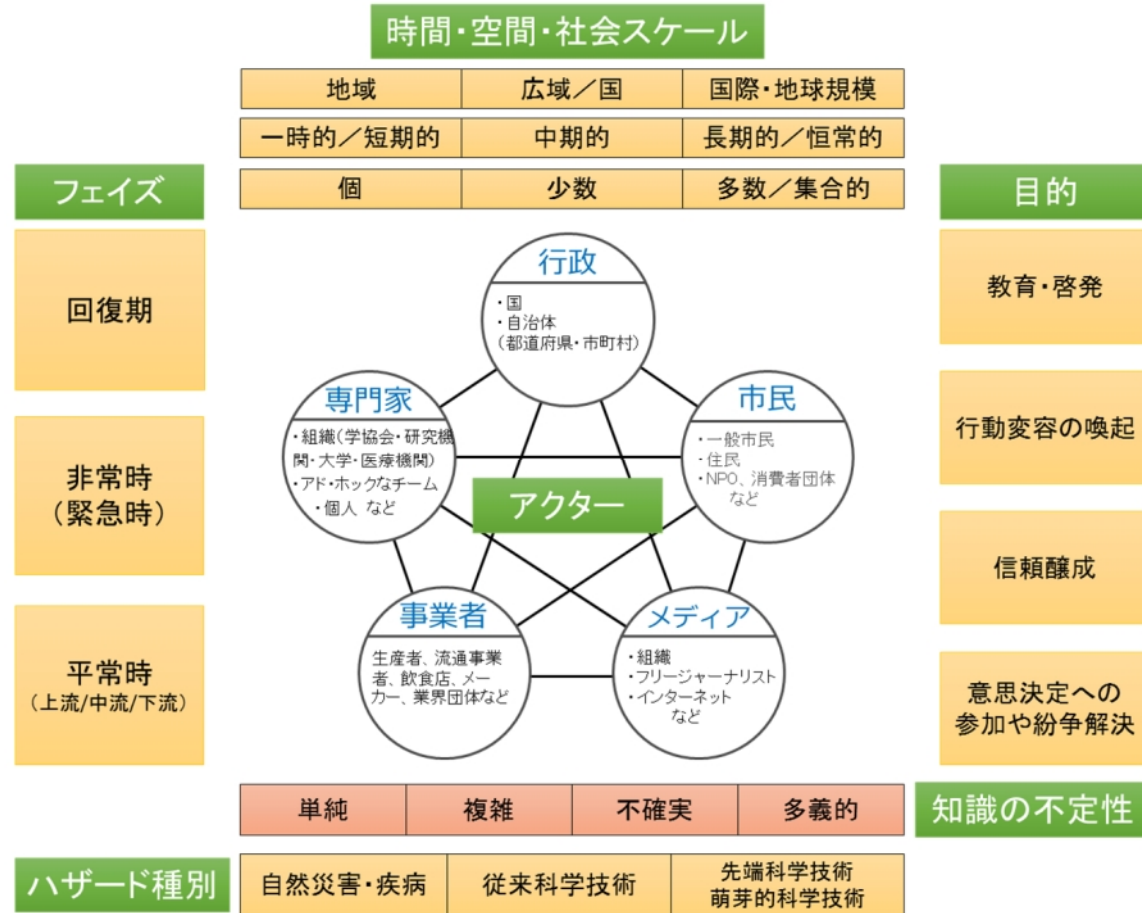 時間・空間・社会スケール
地域 広域／国 国際・地球規模
一時的／短期的 中期的 長期的／恒常的
個 少数 多数／集合的
フェイズ
回復期
非常時
（緊急時）
平常時
（上流/中流/下流）
目的
教育・啓発
行動変容の喚起
信頼醸成
意思決定への
参加や紛争解決
行政
・国
・自治体
（都道府県・市町村）
専門家
・組織（学協会・研究機
関・大学・医療機関）
・アド・ホックなチーム
・個人 など
市民
・一般市民
・住民
・NPO、消費者団体
など
アクター
事業者
生産者、流通事業
者、飲食店、メー
カー、業界団体など
メディア
・組織
・フリージャーナリスト
・インターネット
など
単純 複雑 不確実 多義的
知識の不定性
ハザード種別
自然災害・疾病 従来科学技術 先端科学技術
萌芽的科学技術